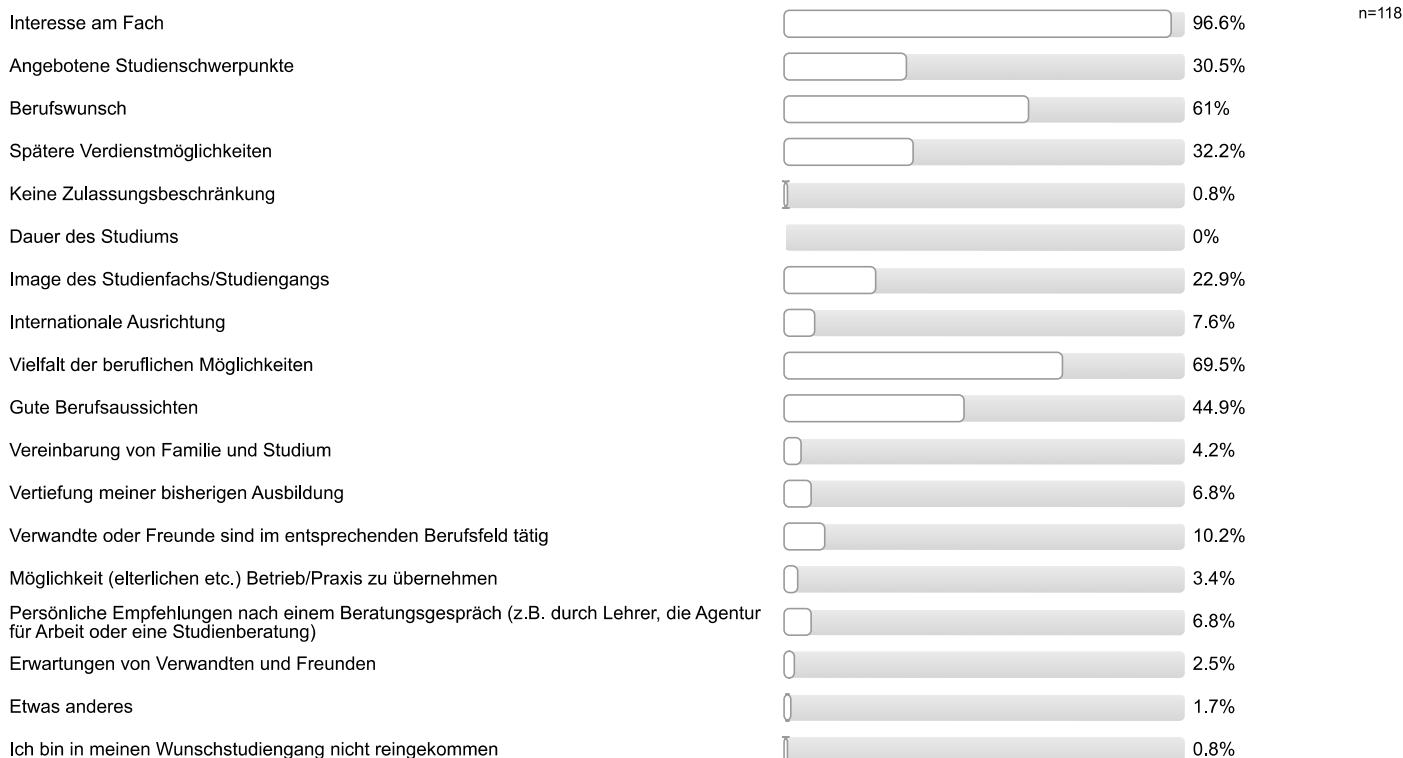 Interesse am Fach 96.6% n=118
Angebotene Studienschwerpunkte 30.5%
Berufswunsch 61%
Spätere Verdienstmöglichkeiten 32.2%
Keine Zulassungsbeschränkung 0.8%
Dauer des Studiums 0%
Image des Studienfachs/Studiengangs 22.9%
Internationale Ausrichtung 7.6%
Vielfalt der beruflichen Möglichkeiten 69.5%
Gute Berufsaussichten 44.9%
Vereinbarung von Familie und Studium 4.2%
Vertiefung meiner bisherigen Ausbildung 6.8%
Verwandte oder Freunde sind im entsprechenden Berufsfeld tätig 10.2%
Möglichkeit (elterlichen etc.) Betrieb/Praxis zu übernehmen 3.4%
Persönliche Empfehlungen nach einem Beratungsgespräch (z.B. durch Lehrer, die Agentur
für Arbeit oder eine Studienberatung) 6.8%
Erwartungen von Verwandten und Freunden 2.5%
Etwas anderes 1.7%
Ich bin in meinen Wunschstudiengang nicht reingekommen 0.8%